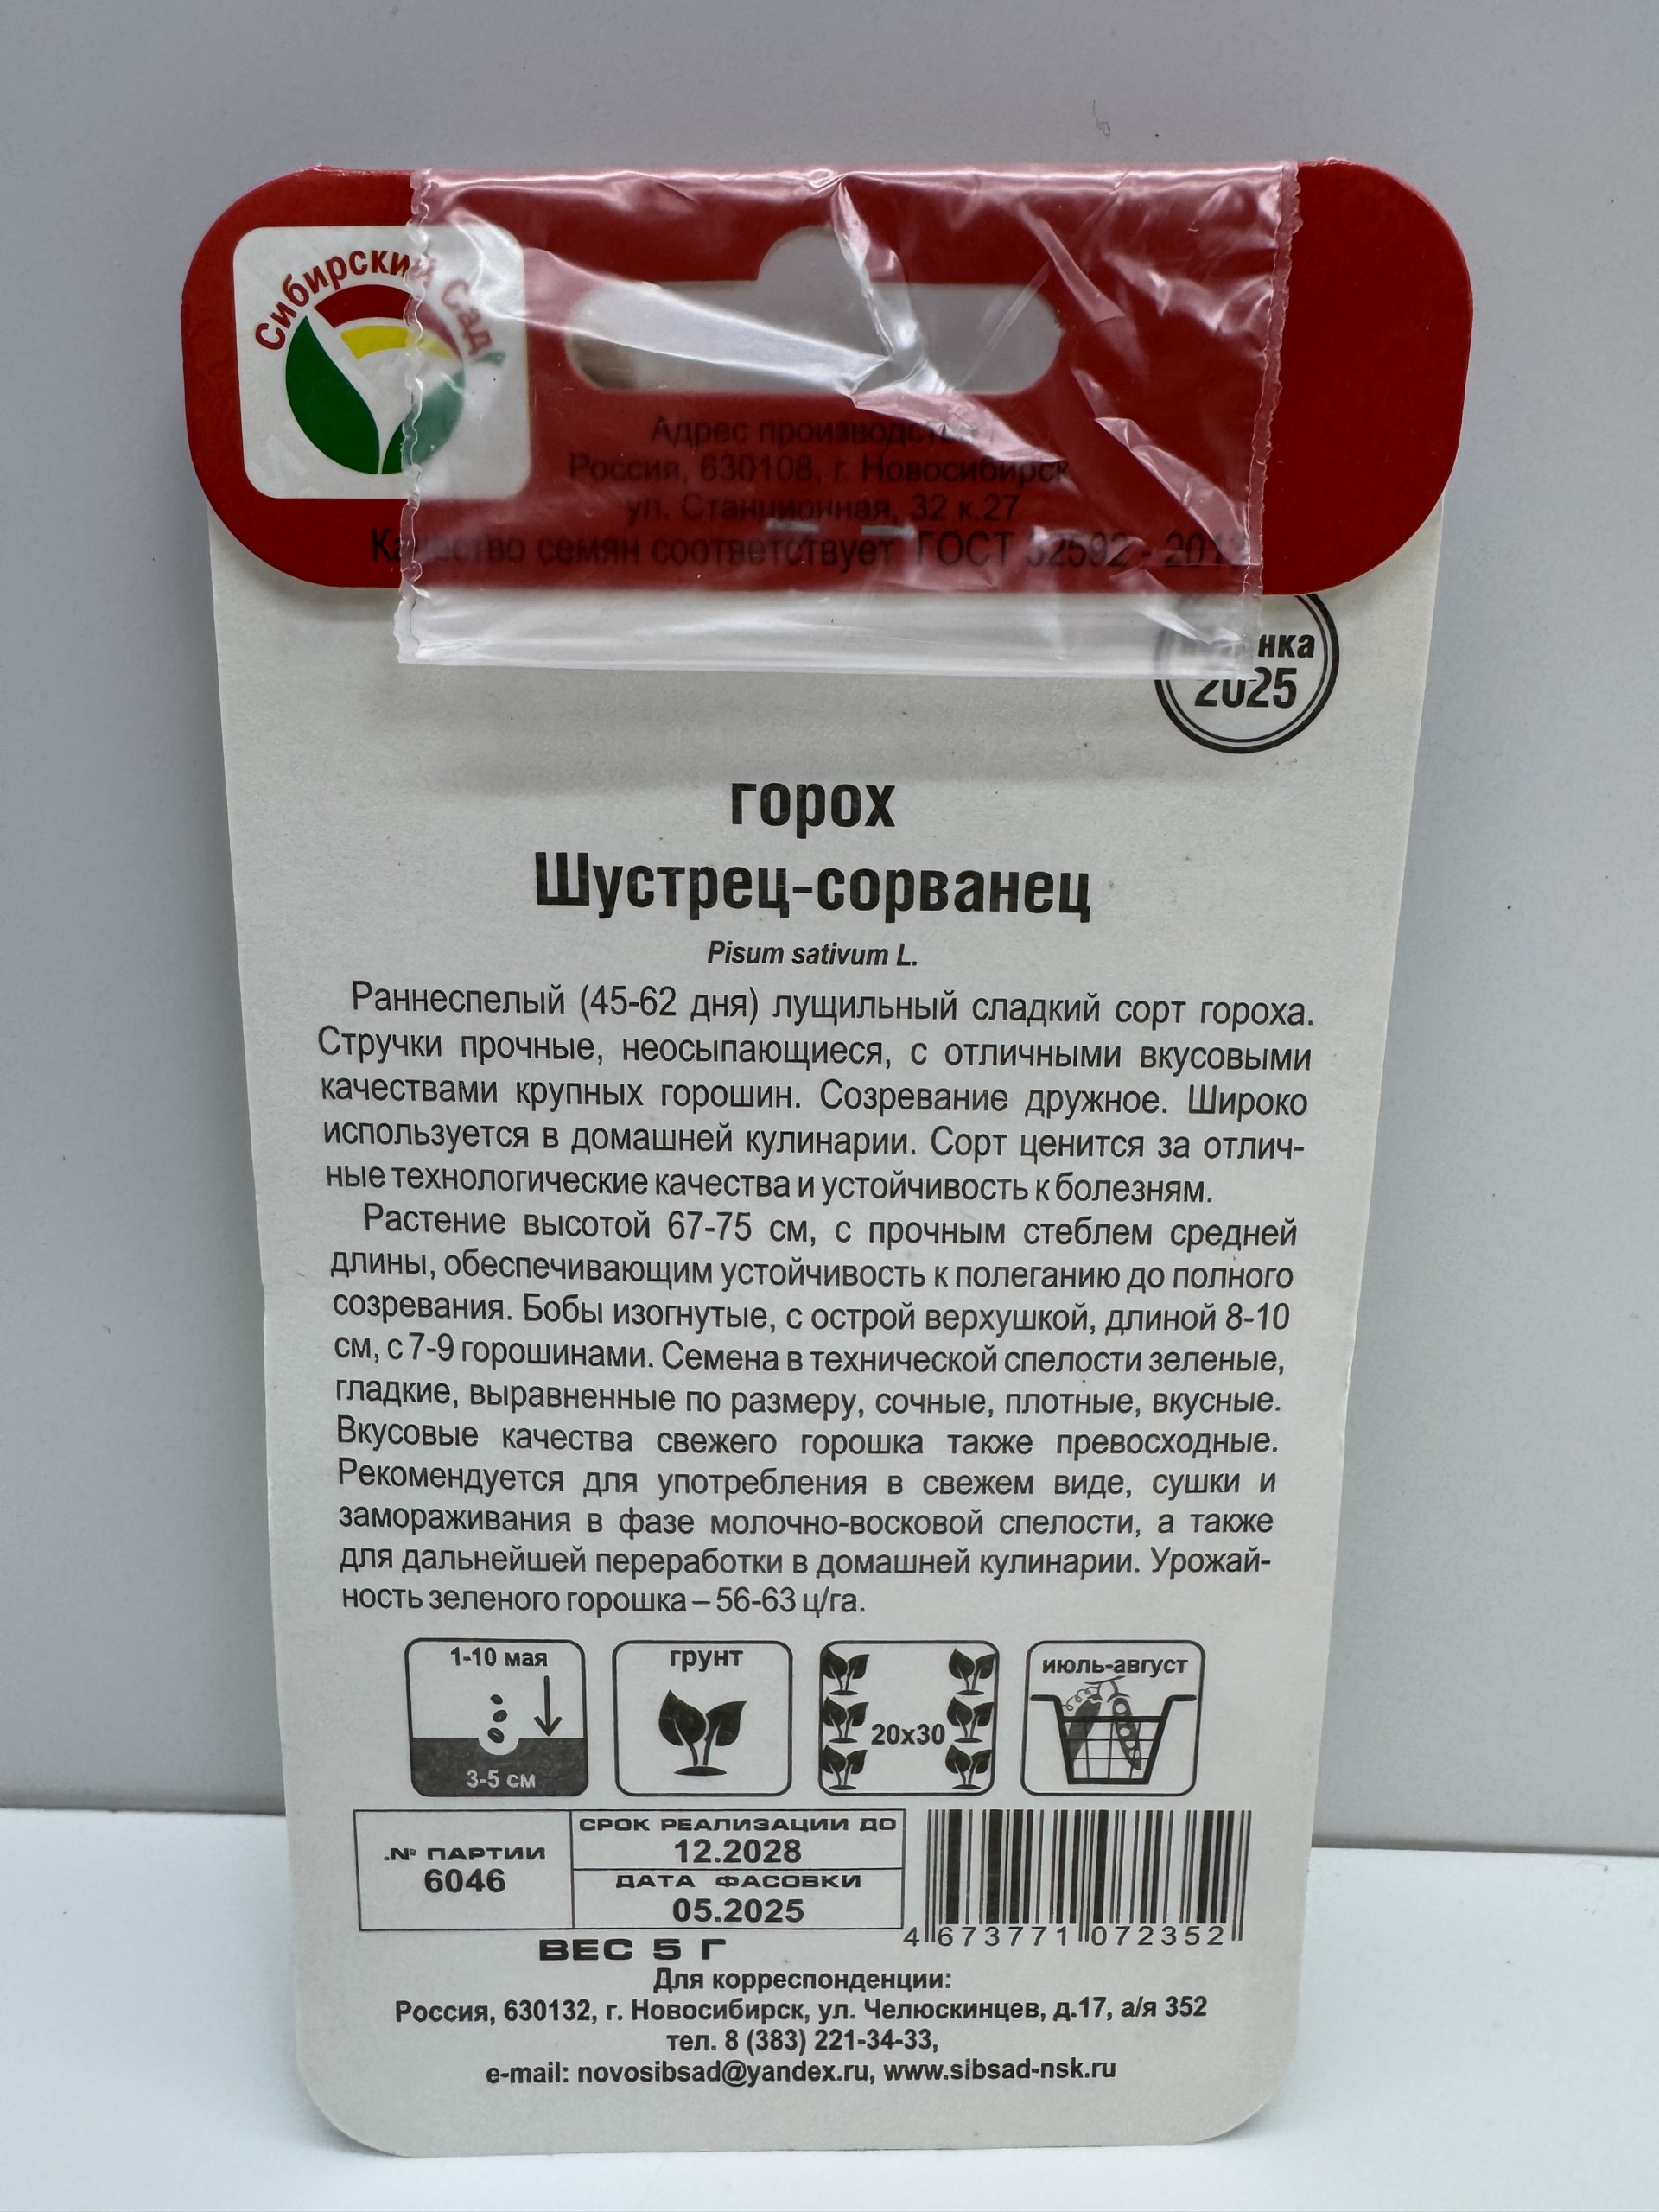 Сибирский сад
Адрес производства
Россия, 630108, г. Новосибирск
ул. Станционная, 32 к.27
Качество семян соответствует ГОСТ 32592 - 2013
2025
горох
Шустрец-сорванец
Pisum sativum L.
Раннеспелый (45-62 дня) лущильный сладкий сорт гороха.
Стручки прочные, неосыпающиеся, с отличными вкусовыми
качествами крупных горошин. Созревание дружное. Широко
используется в домашней кулинарии. Сорт ценится за отлич-
ные технологические качества и устойчивость к болезням.
Растение высотой 67-75 см, с прочным стеблем средней
длины, обеспечивающим устойчивость к полеганию до полного
созревания. Бобы изогнутые, с острой верхушкой, длиной 8-10
см, с 7-9 горошинами. Семена в технической спелости зеленые,
гладкие, выравненные по размеру, сочные, плотные, вкусные.
Вкусовые качества свежего горошка также превосходные.
Рекомендуется для употребления в свежем виде, сушки и
замораживания в фазе молочно-восковой спелости, а также
для дальнейшей переработки в домашней кулинарии. Урожай-
ность зеленого горошка – 56-63 ц/га.
1-10 мая
3-5 см
грунт
20x30
июль-август
.№ ПАРТИИ
6046
СРОК РЕАЛИЗАЦИИ ДО
12.2028
ДАТА ФАСОВКИ
05.2025
4 673771 072352
ВЕС 5 Г
Для корреспонденции:
Россия, 630132, г. Новосибирск, ул. Челюскинцев, д.17, а/я 352
тел. 8 (383) 221-34-33,
e-mail: novosibsad@yandex.ru, www.sibsad-nsk.ru